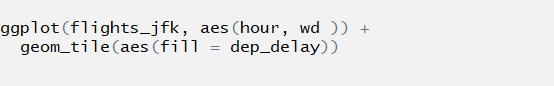 ggplot(flights_jfk, aes(hour, wd )) +
  geom_tile(aes(fill = dep_delay))